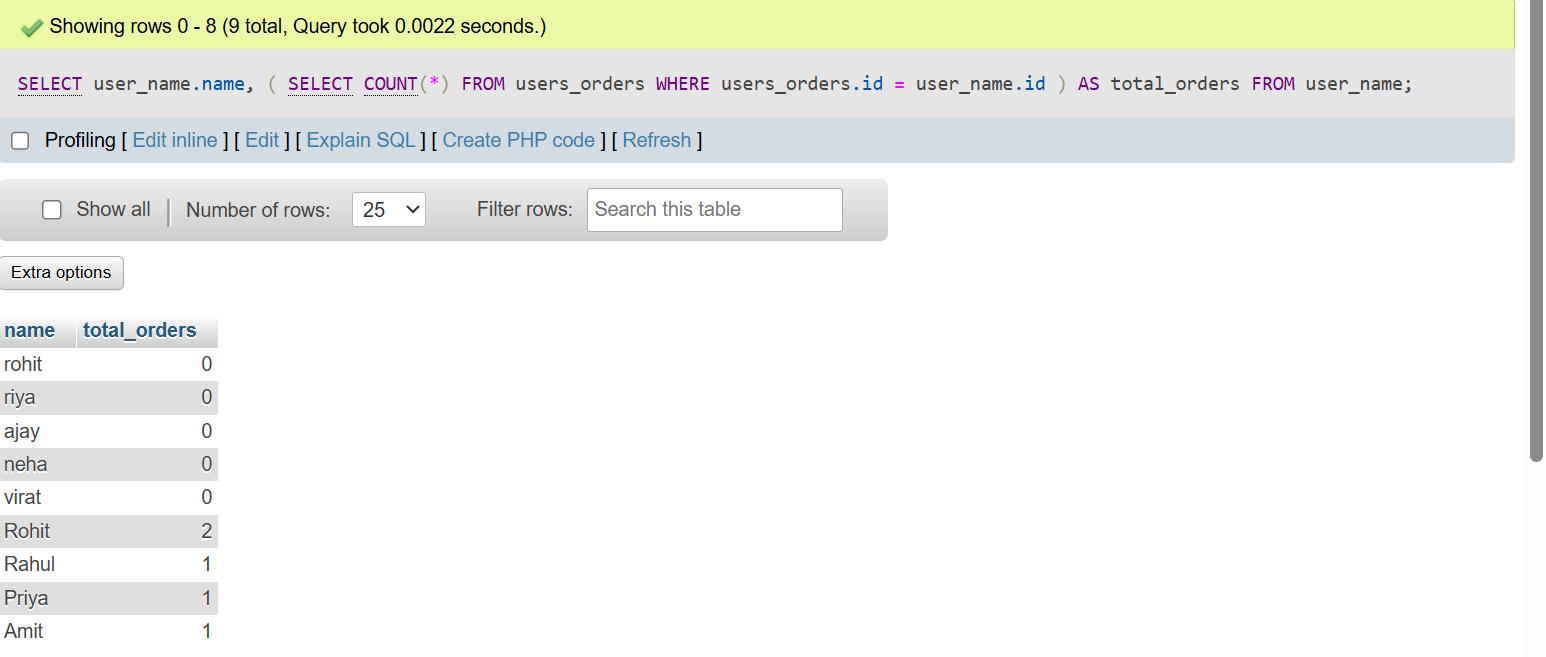 Showing rows 0 - 8 (9 total, Query took 0.0022 seconds.)
SELECT user_name.name, ( SELECT COUNT(*) FROM users_orders WHERE users_orders.id = user_name.id ) AS total_orders FROM user_name;
Profiling [ Edit inline ] [ Edit ] [ Explain SQL ] [ Create PHP code ] [ Refresh ]
Show all Number of rows: 25 Filter rows: Search this table
Extra options
name total_orders
rohit 0
riya 0
ajay 0
neha 0
virat 0
Rohit 2
Rahul 1
Priya 1
Amit 1